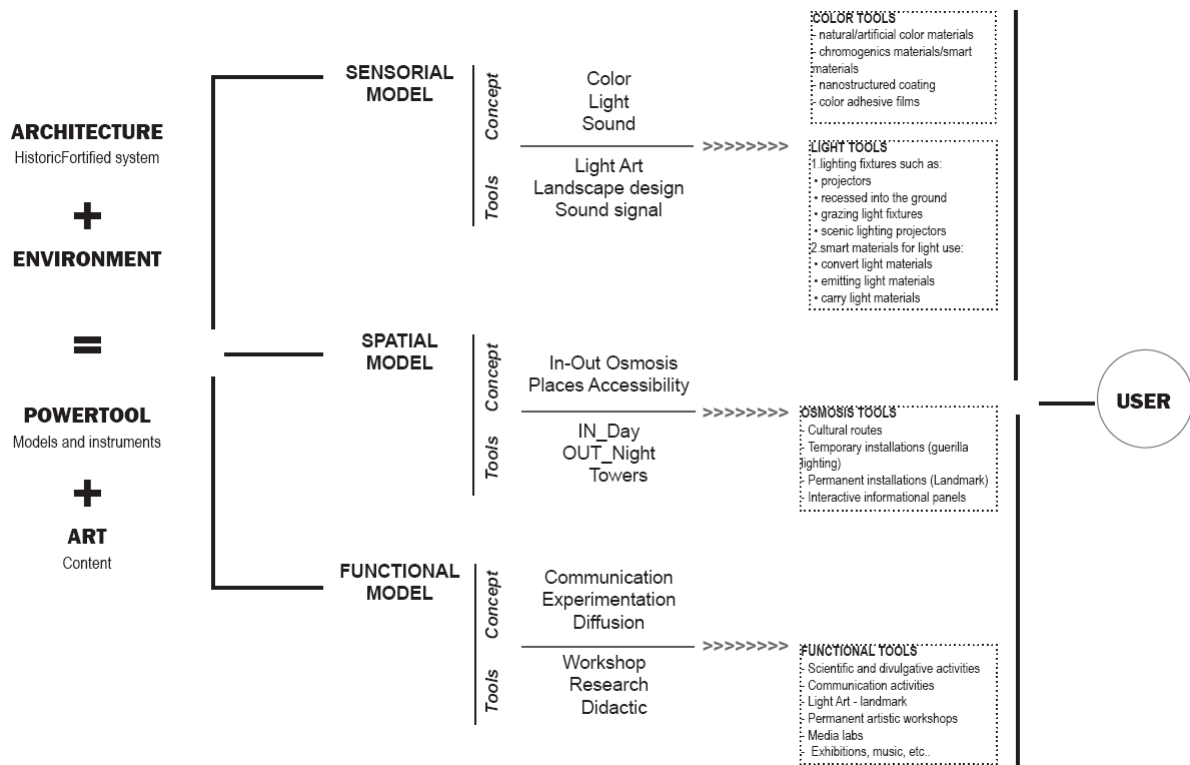 ARCHITECTURE
HistoricFortified system
+
ENVIRONMENT
=
POWERTOOL
Models and instruments
+
ART
Content
SENSORIAL
MODEL
Concept
Color
Light
Sound
Tools
Light Art
Landscape design
Sound signal
>>>>>>>>
COLOR TOOLS
- natural/artificial color materials
- chromogenics materials/smart
materials
- nanostructured coating
- color adhesive films
LIGHT TOOLS
1.lighting fixtures such as:
• projectors
• recessed into the ground
• grazing light fixtures
• scenic lighting projectors
2.smart materials for light use:
• convert light materials
• emitting light materials
• carry light materials
SPATIAL
MODEL
Concept
In-Out Osmosis
Places Accessibility
Tools
IN_Day
OUT_Night
Towers
>>>>>>>>
OSMOSIS TOOLS
- Cultural routes
- Temporary installations (guerilla
lighting)
- Permanent installations (Landmark)
- Interactive informational panels
FUNCTIONAL
MODEL
Concept
Communication
Experimentation
Diffusion
Tools
Workshop
Research
Didactic
>>>>>>>>
FUNCTIONAL TOOLS
- Scientific and divulgative activities
- Communication activities
- Light Art - landmark
- Permanent artistic workshops
- Media labs
- Exhibitions, music, etc..
USER